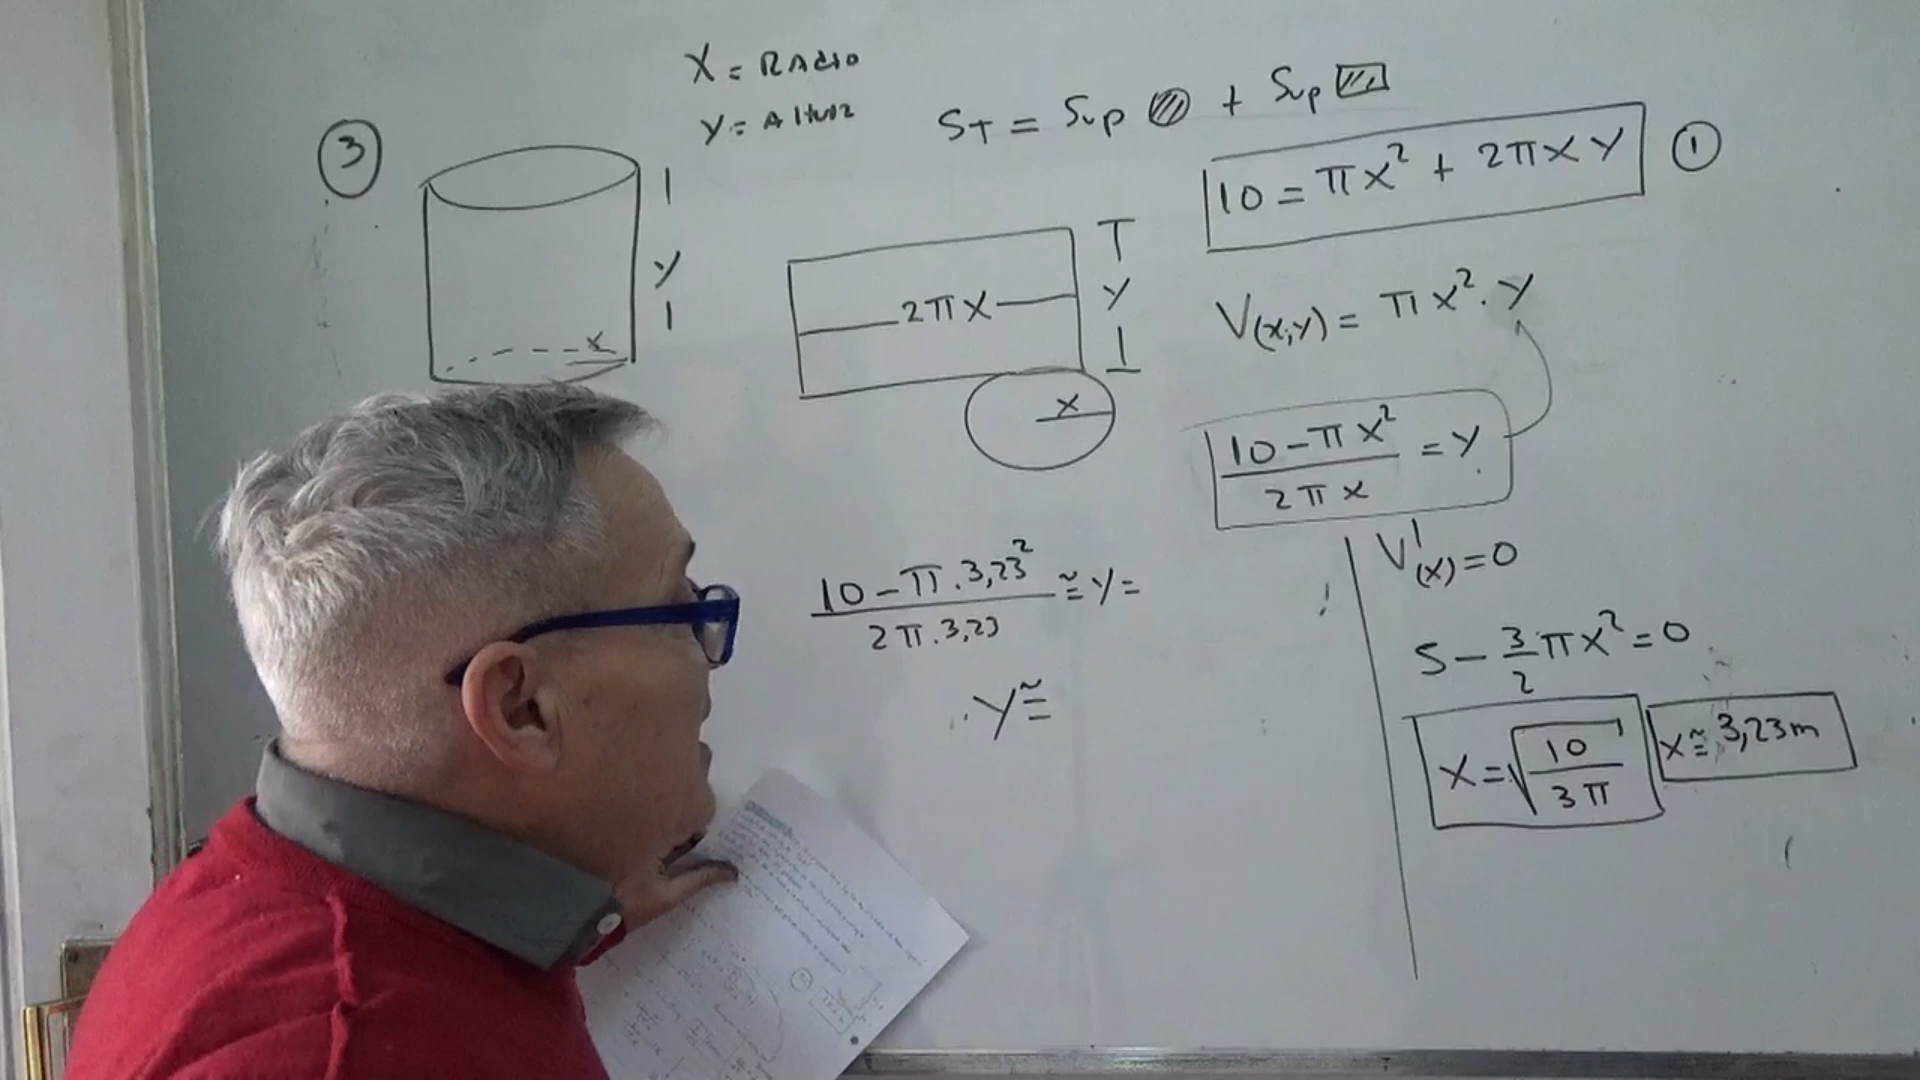 X = RAdio
Y = Altura
3
ST = Sup + Sup
10 = πx² + 2πxy
1
y
x
2πx
y
x
V(x;y) = πx².y
10 - πx² / 2πx = y
V'(x) = 0
5 - 3/2 πx² = 0
x = √10/3π
x ≅ 3,23m
10 - π.3,23² / 2π.3,23 ≅ y =
y ≅